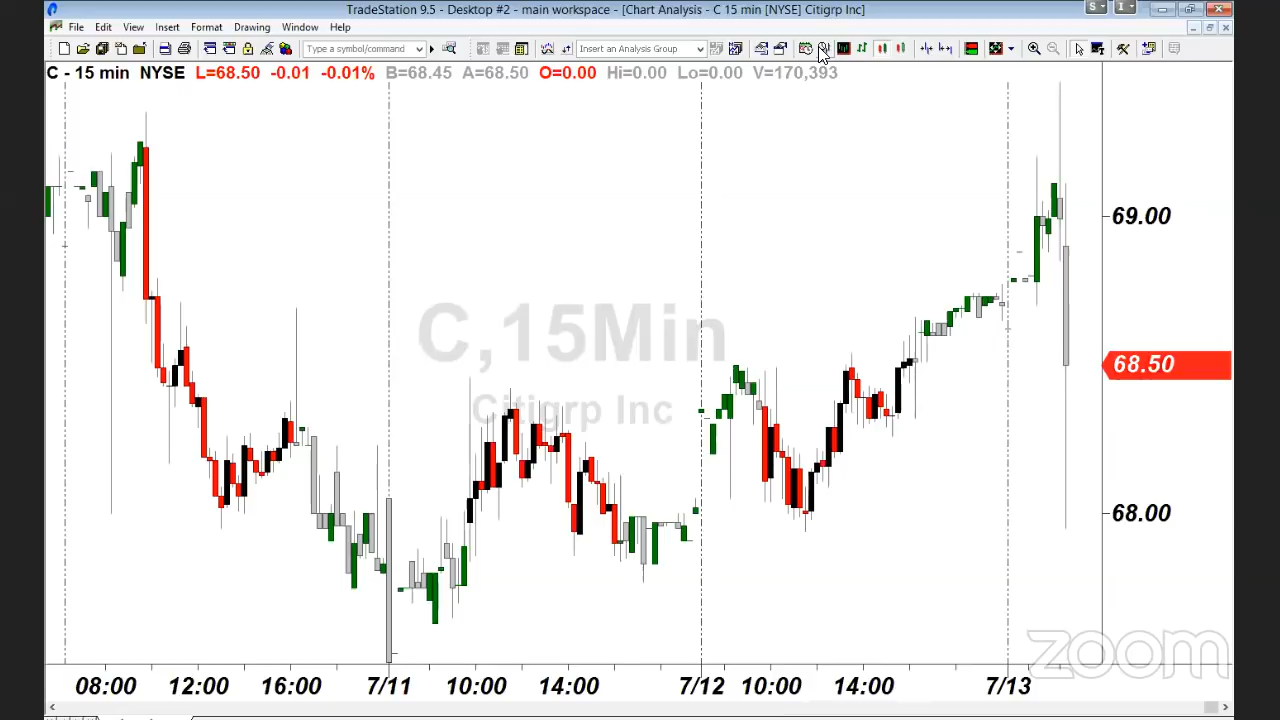 TradeStation 9.5 - Desktop #2 - main workspace - [Chart Analysis - C 15 min [NYSE] Citigrp Inc]
S
I
File Edit View Insert Format Drawing Window Help
Type a symbol/command
Insert an Analysis Group
C - 15 min NYSE L=68.50 -0.01 -0.01% B=68.45 A=68.50 O=0.00 Hi=0.00 Lo=0.00 V=170,393
69.00
C,15Min
68.50
Citigrp Inc
68.00
zoom
08:00 12:00 16:00 7/11 10:00 14:00 7/12 10:00 14:00 7/13